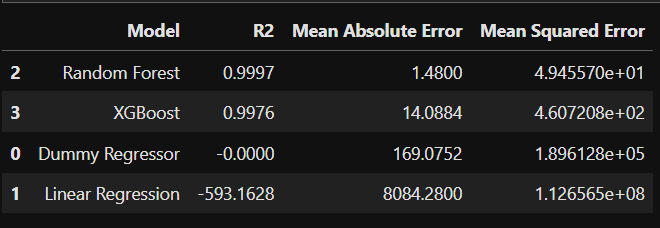 Model R2 Mean Absolute Error Mean Squared Error
2 Random Forest 0.9997 1.4800 4.945570e+01
3 XGBoost 0.9976 14.0884 4.607208e+02
0 Dummy Regressor -0.0000 169.0752 1.896128e+05
1 Linear Regression -593.1628 8084.2800 1.126565e+08